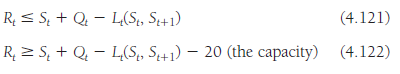 Rₜ ≤ Sₜ + Qₜ − Lₜ(Sₜ, Sₜ₊₁) (4.121)
Rₜ ≥ Sₜ + Qₜ − Lₜ(Sₜ, Sₜ₊₁) − 20 (the capacity) (4.122)